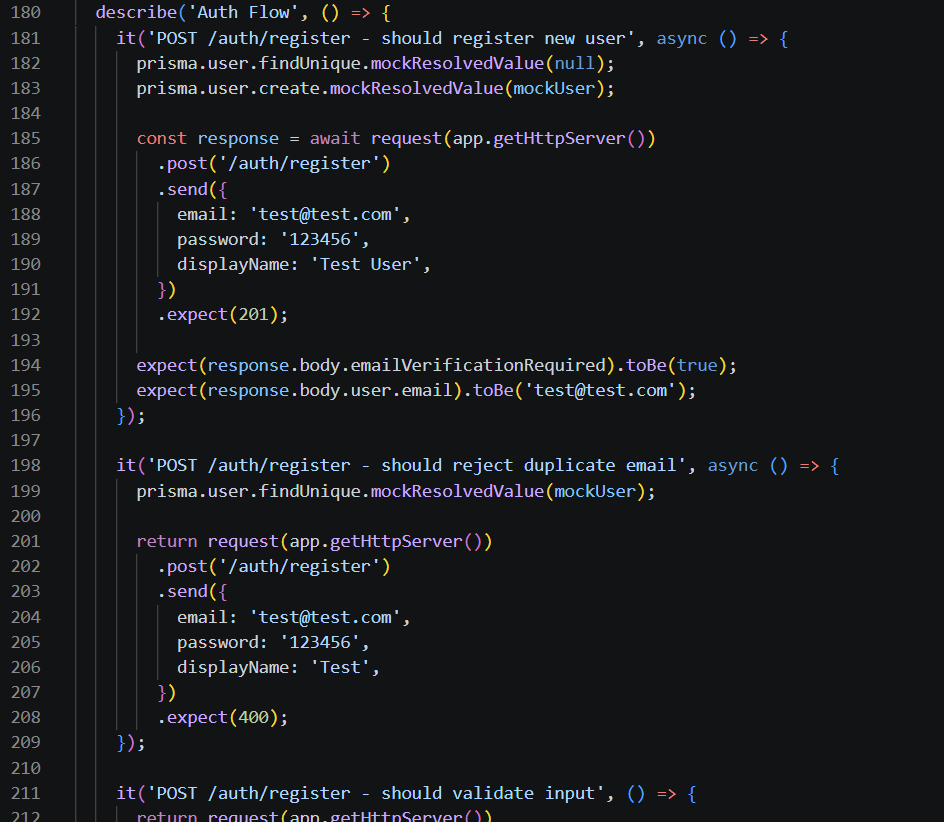 180 describe('Auth Flow', () => {
181 it('POST /auth/register - should register new user', async () => {
182 prisma.user.findUnique.mockResolvedValue(null);
183 prisma.user.create.mockResolvedValue(mockUser);
184
185 const response = await request(app.getHttpServer())
186 .post('/auth/register')
187 .send({
188 email: 'test@test.com',
189 password: '123456',
190 displayName: 'Test User',
191 })
192 .expect(201);
193
194 expect(response.body.emailVerificationRequired).toBe(true);
195 expect(response.body.user.email).toBe('test@test.com');
196 });
197
198 it('POST /auth/register - should reject duplicate email', async () => {
199 prisma.user.findUnique.mockResolvedValue(mockUser);
200
201 return request(app.getHttpServer())
202 .post('/auth/register')
203 .send({
204 email: 'test@test.com',
205 password: '123456',
206 displayName: 'Test',
207 })
208 .expect(400);
209 });
210
211 it('POST /auth/register - should validate input', () => {
212 return request(app.getHttpServer())